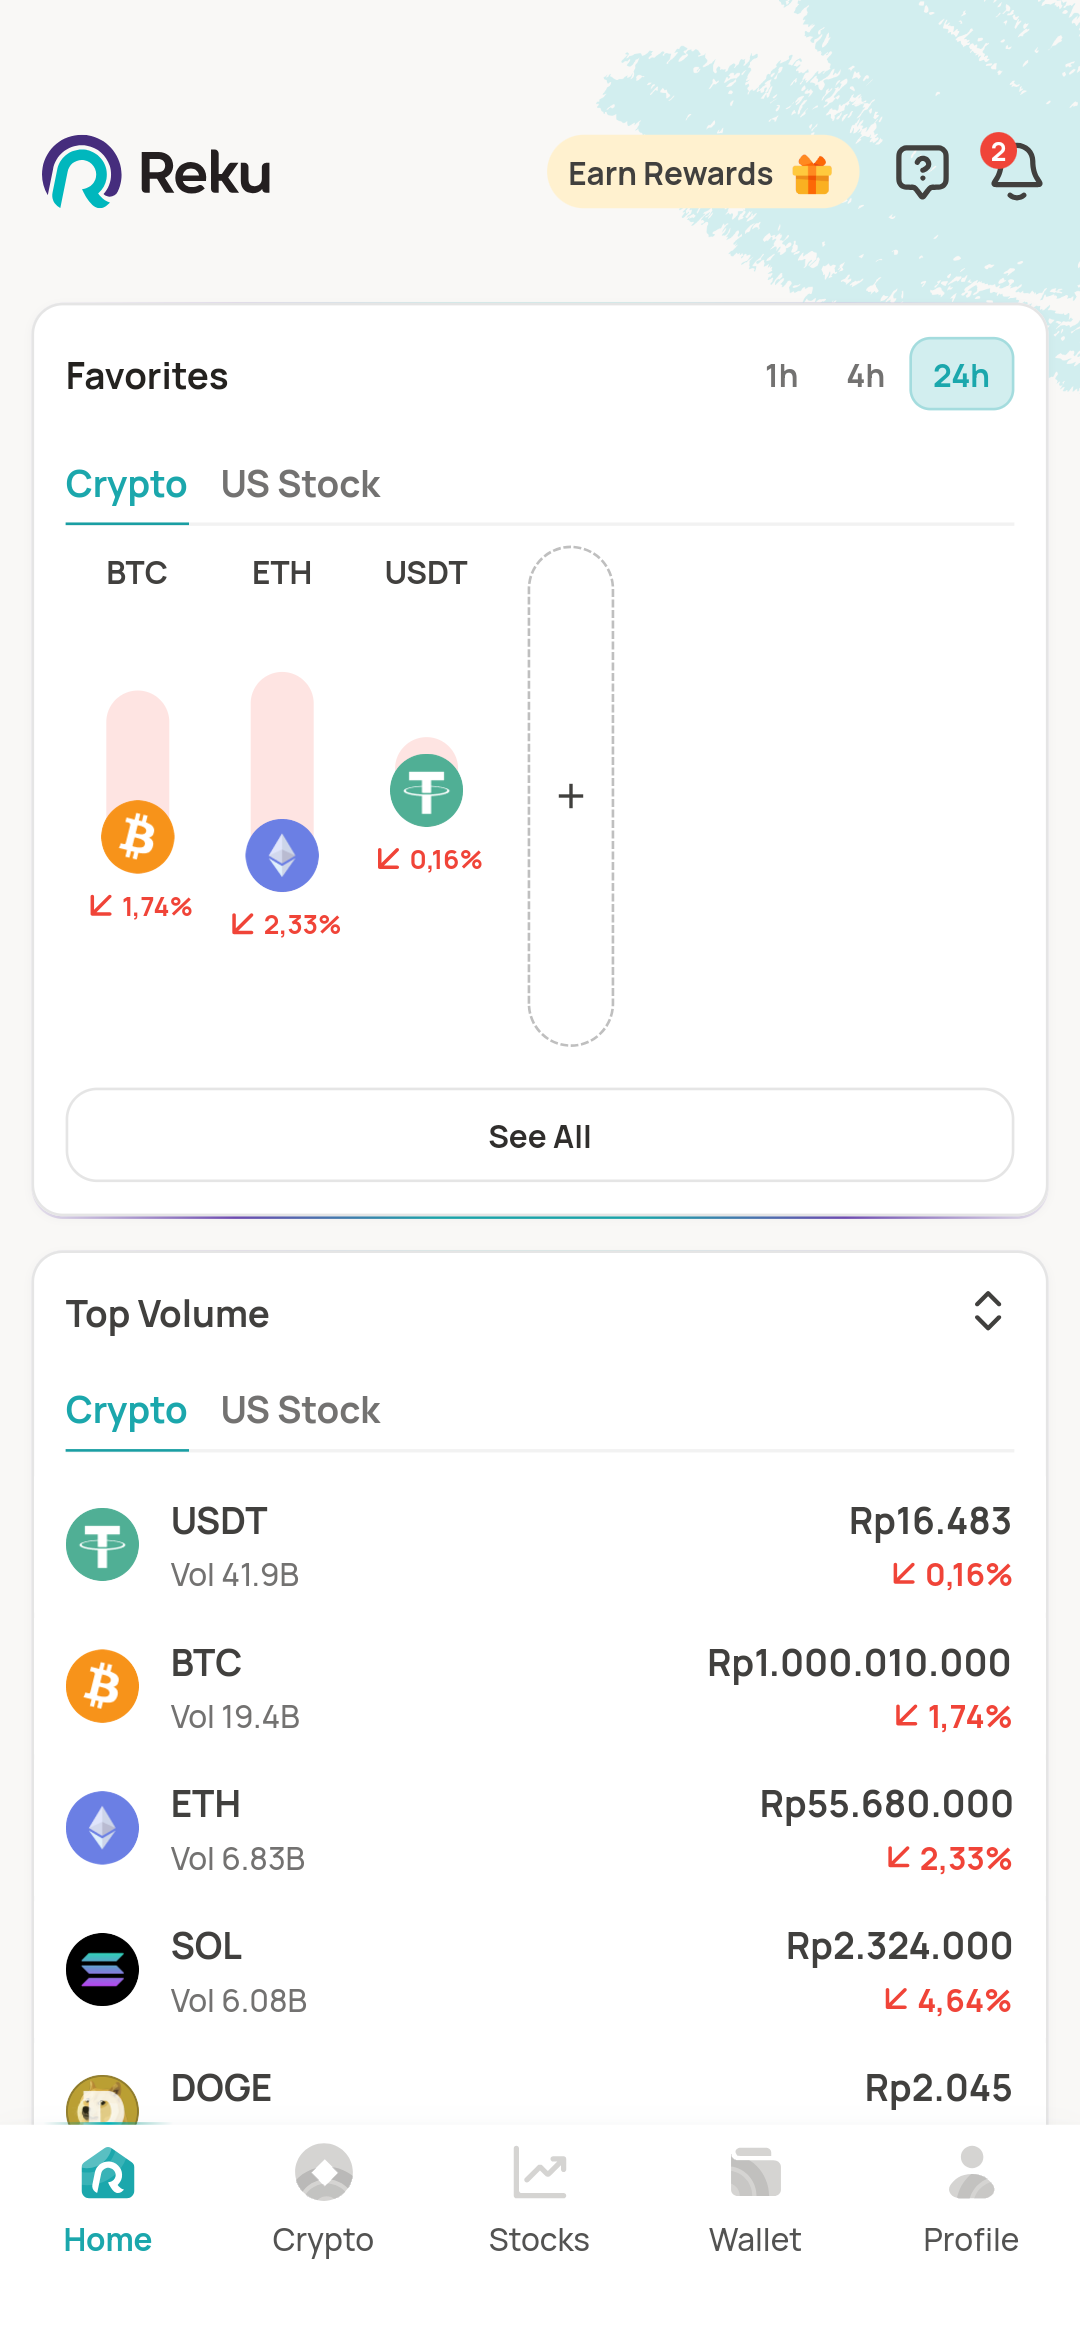 Reku
Earn Rewards
2
Favorites
1h 4h 24h
Crypto US Stock
BTC ETH USDT
0,16%
1,74%
2,33%
See All
Top Volume
Crypto US Stock
USDT Rp16.483
Vol 41.9B 0,16%
BTC Rp1.000.010.000
Vol 19.4B 1,74%
ETH Rp55.680.000
Vol 6.83B 2,33%
SOL Rp2.324.000
Vol 6.08B 4,64%
DOGE Rp2.045
Home Crypto Stocks Wallet Profile